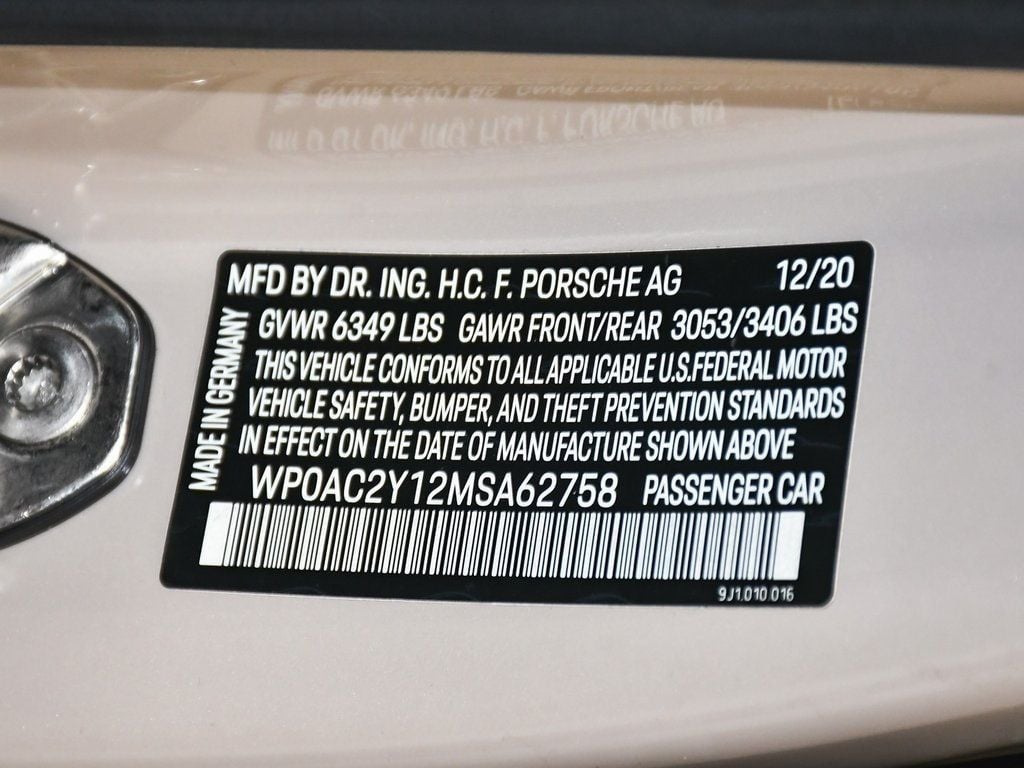 MFD BY DR. ING. H.C. F. PORSCHE AG 12/20
GVWR 6349 LBS GAWR FRONT/REAR 3053/3406 LBS
THIS VEHICLE CONFORMS TO ALL APPLICABLE U.S.FEDERAL MOTOR
VEHICLE SAFETY, BUMPER, AND THEFT PREVENTION STANDARDS
IN EFFECT ON THE DATE OF MANUFACTURE SHOWN ABOVE
WP0AC2Y12MSA62758 PASSENGER CAR
9J1.010.016
MADE IN GERMANY